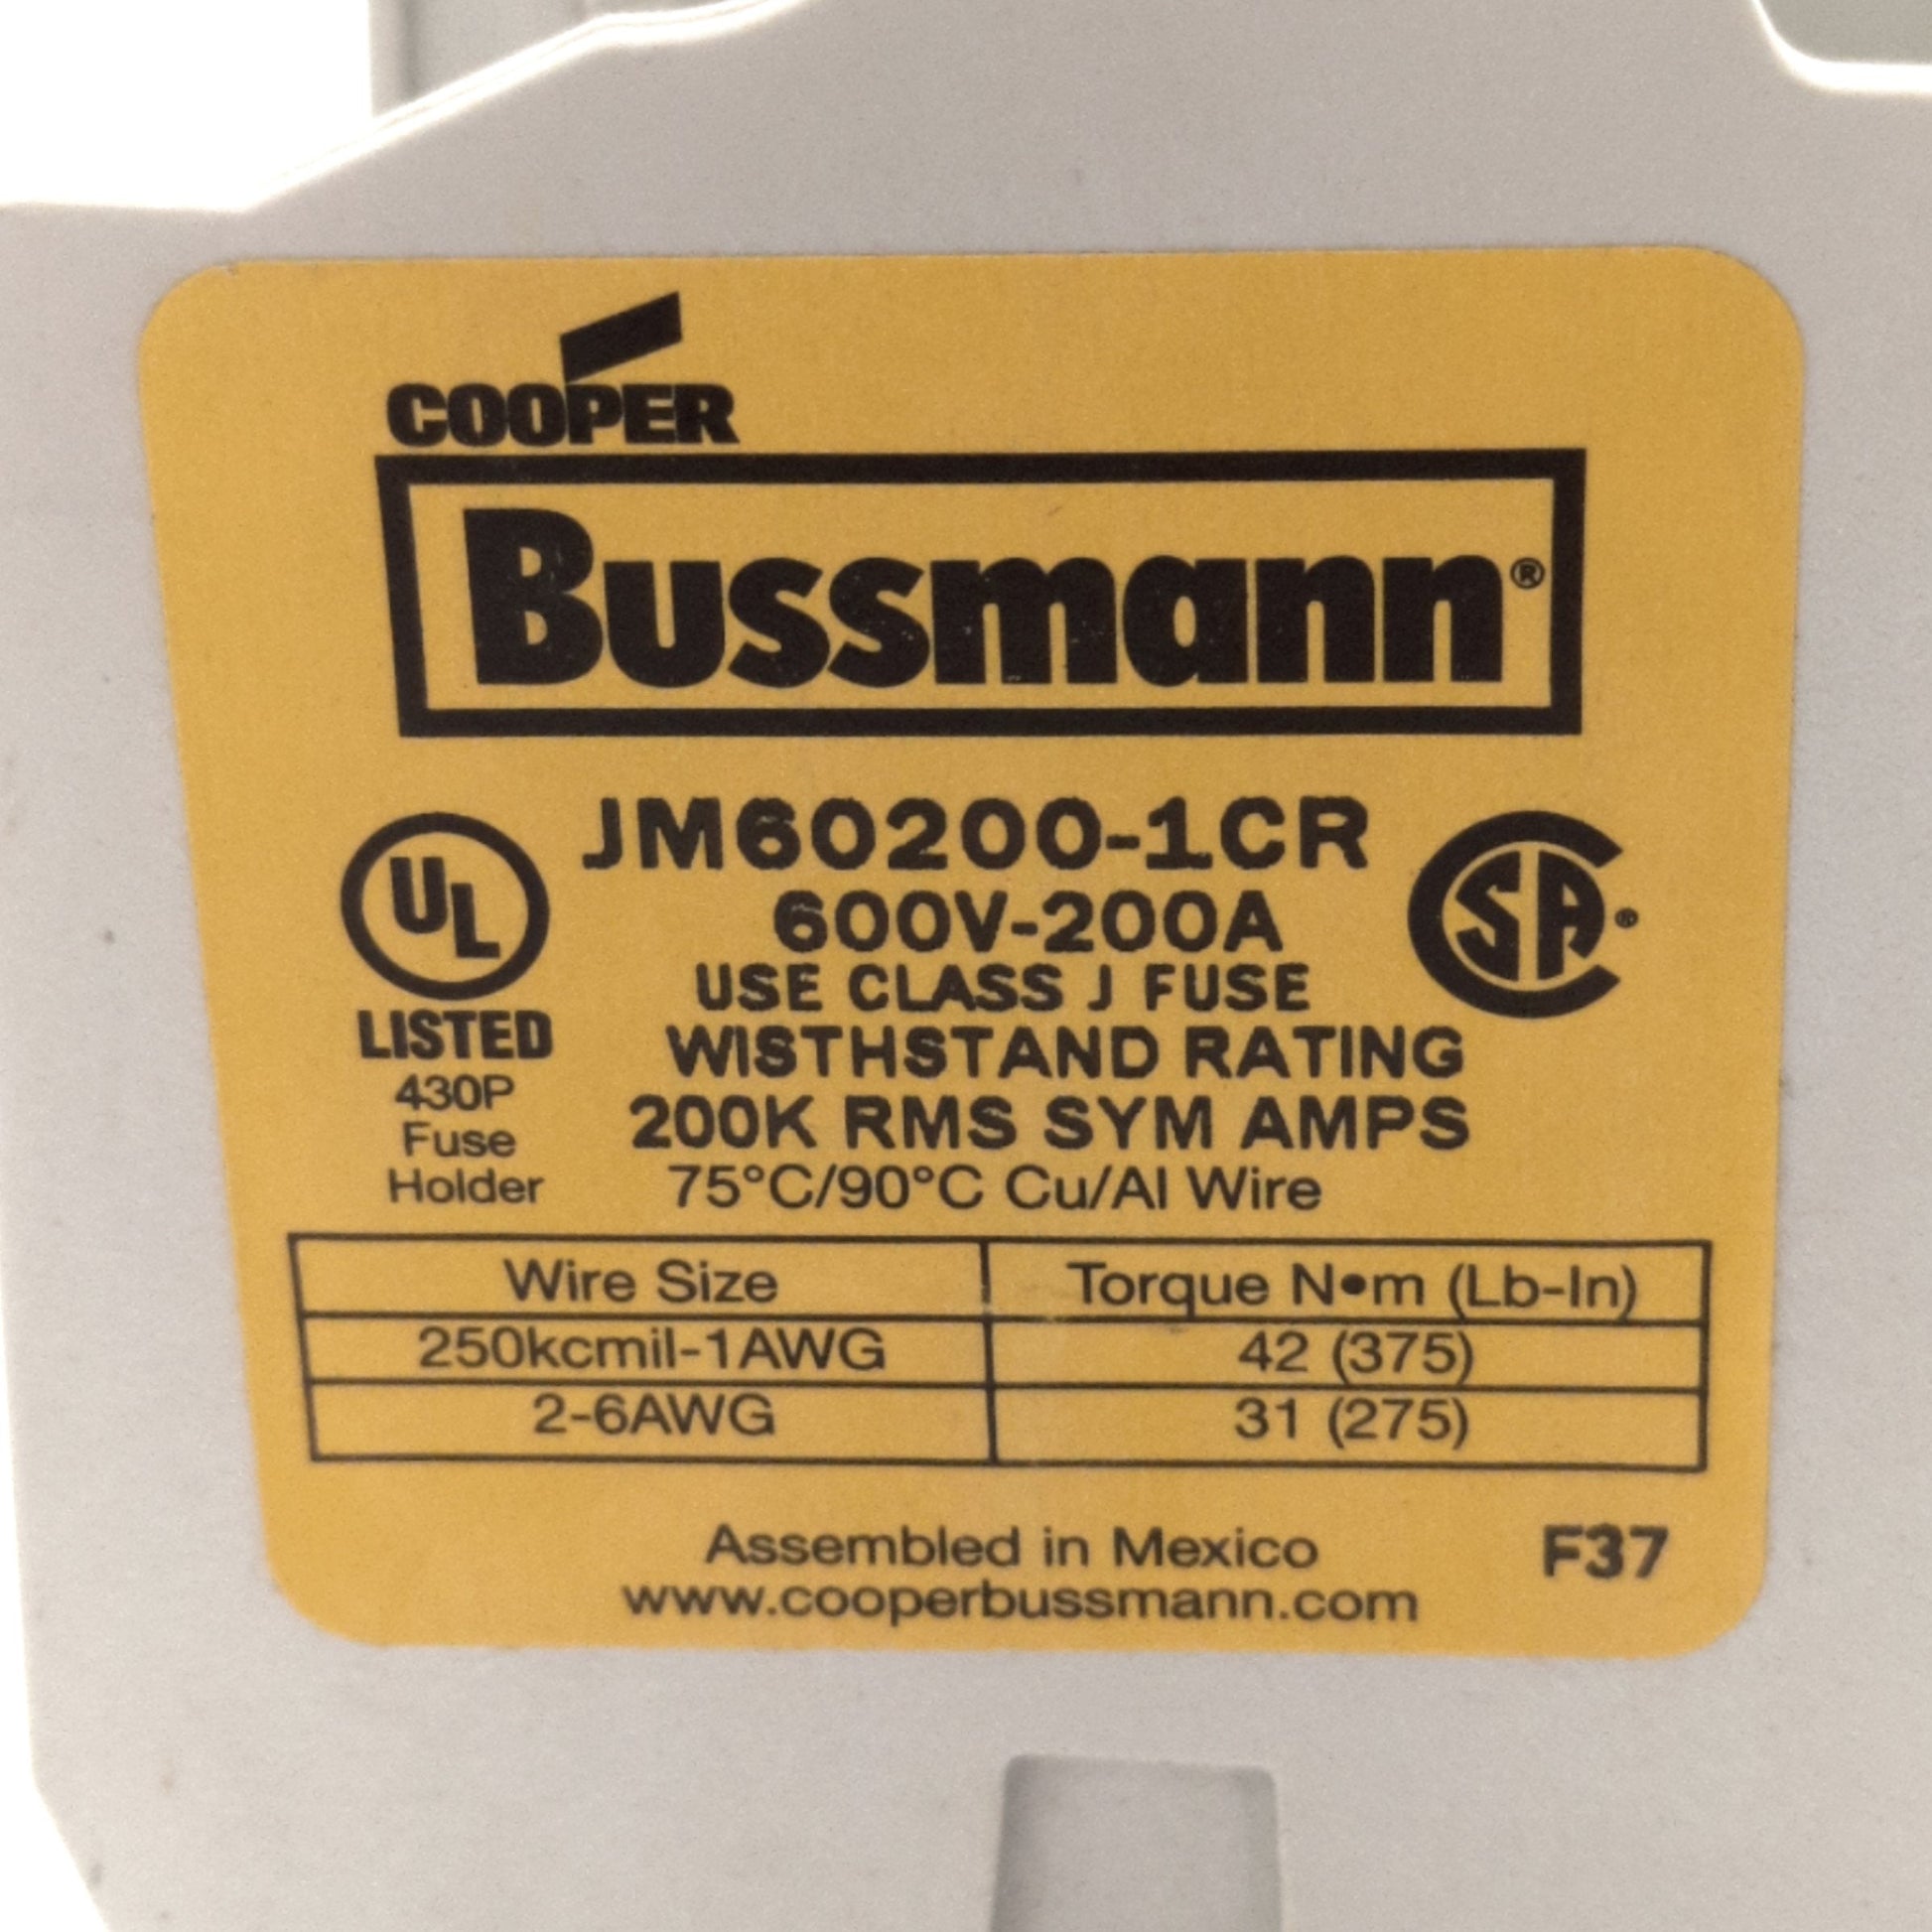 COOPER
Bussmann®
JM60200-1CR
600V-200A
USE CLASS J FUSE
WISTHSTAND RATING
200K RMS SYM AMPS
75°C/90°C Cu/Al Wire
UL
LISTED
430P
Fuse
Holder
CSA®
Wire Size Torque N•m (Lb-In)
250kcmil-1AWG 42 (375)
2-6AWG 31 (275)
Assembled in Mexico
www.cooperbussmann.com
F37